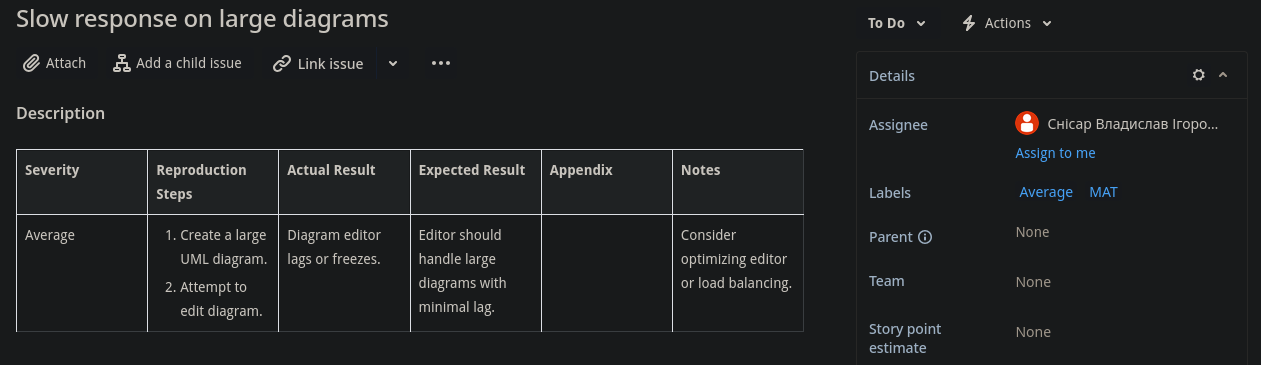 Slow response on large diagrams
To Do
Actions
Attach
Add a child issue
Link issue
Description
Severity
Reproduction
Steps
Actual Result
Expected Result
Appendix
Notes
Average
1. Create a large
UML diagram.
2. Attempt to
edit diagram.
Diagram editor
lags or freezes.
Editor should
handle large
diagrams with
minimal lag.
Consider
optimizing editor
or load balancing.
Details
Assignee
Снісар Владислав Ігоро...
Assign to me
Labels
Average MAT
Parent
None
Team
None
Story point
estimate
None